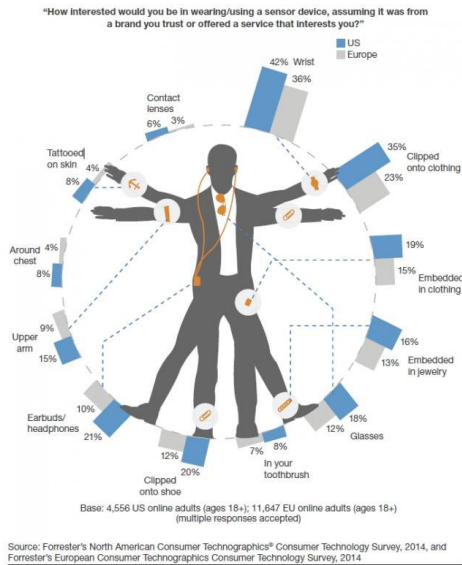 “How interested would you be in wearing/using a sensor device, assuming it was from
a brand you trust or offered a service that interests you?”
US
Europe
42% Wrist
36%
Contact
lenses
6% 3%
35%
Clipped
onto clothing
23%
Tattooed
on skin
4%
8%
19%
15% Embedded
in clothing
Around
chest
4%
8%
16%
13% Embedded
in jewelry
9%
Upper
arm
15%
18%
12% Glasses
10%
Earbuds/
headphones
21%
12%
20%
Clipped
onto shoe
7%
8%
In your
toothbrush
Base: 4,556 US online adults (ages 18+); 11,647 EU online adults (ages 18+)
(multiple responses accepted)
Source: Forrester’s North American Consumer Technographics® Consumer Technology Survey, 2014, and
Forrester’s European Consumer Technographics Consumer Technology Survey, 2014